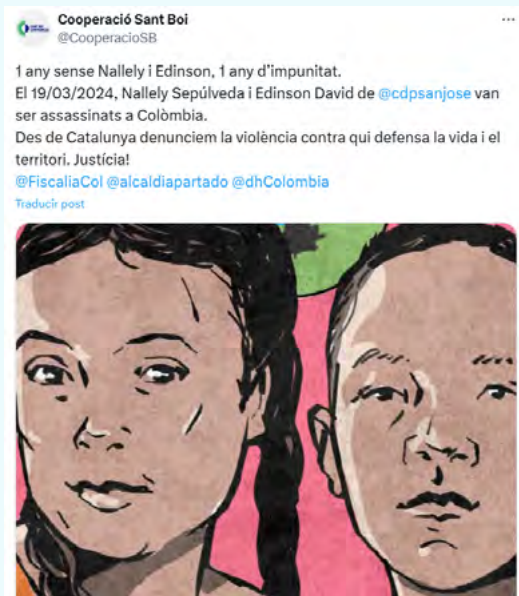 Cooperació Sant Boi
@CooperacioSB
1 any sense Nallely i Edinson, 1 any d'impunitat.
El 19/03/2024, Nallely Sepúlveda i Edinson David de @cdpsanjose van
ser assassinats a Colòmbia.
Des de Catalunya denunciem la violència contra qui defensa la vida i el
territori. Justícia!
@FiscaliaCol @alcaldiapartado @dhColombia
Traducir post